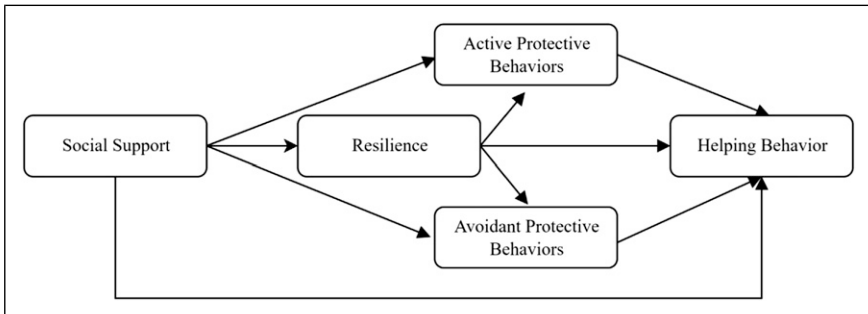 Active Protective
Behaviors
Social Support
Resilience
Helping Behavior
Avoidant Protective
Behaviors